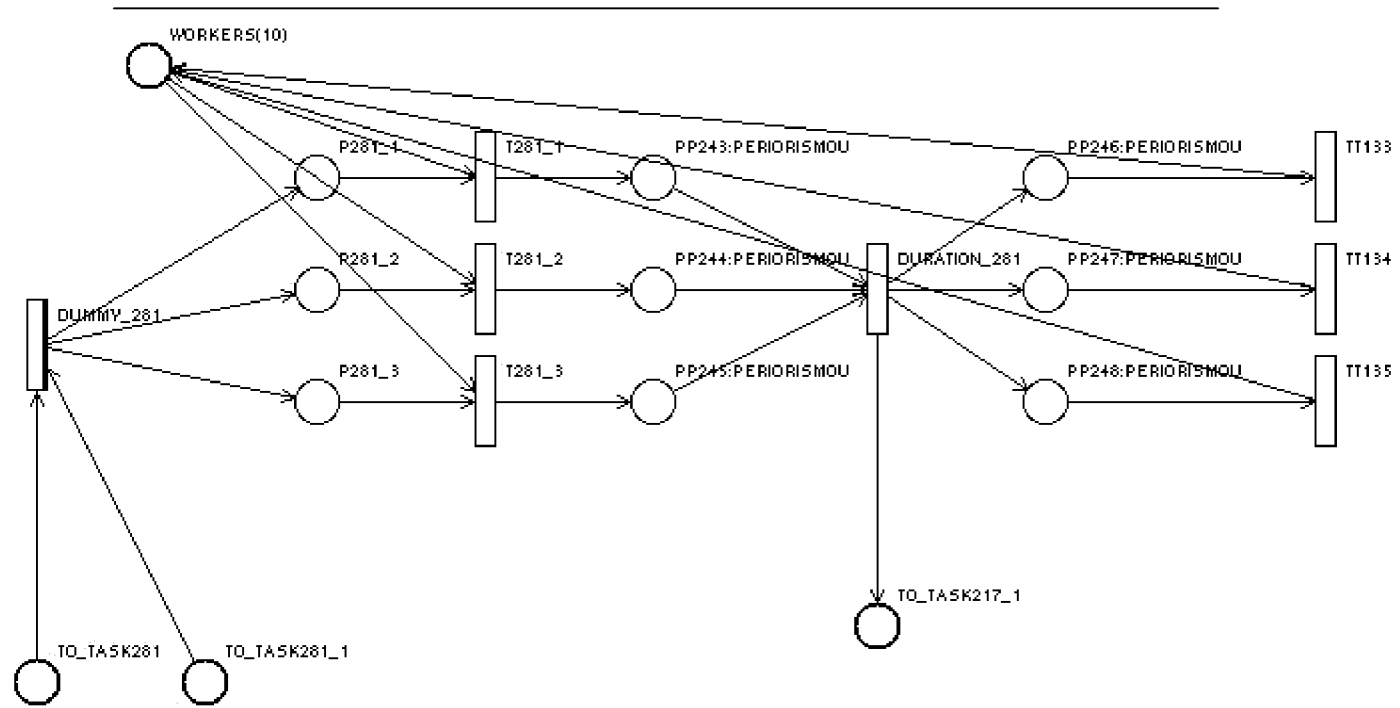 WORKERS(10)
P281_1
T281_1
PP243:PERIORISMOU
PP246:PERIORISMOU
TT133
P281_2
T281_2
PP244:PERIORISMOU
DURATION_281
PP247:PERIORISMOU
TT134
DUMMY_281
P281_3
T281_3
PP245:PERIORISMOU
PP248:PERIORISMOU
TT135
TO_TASK217_1
TO_TASK281
TO_TASK281_1